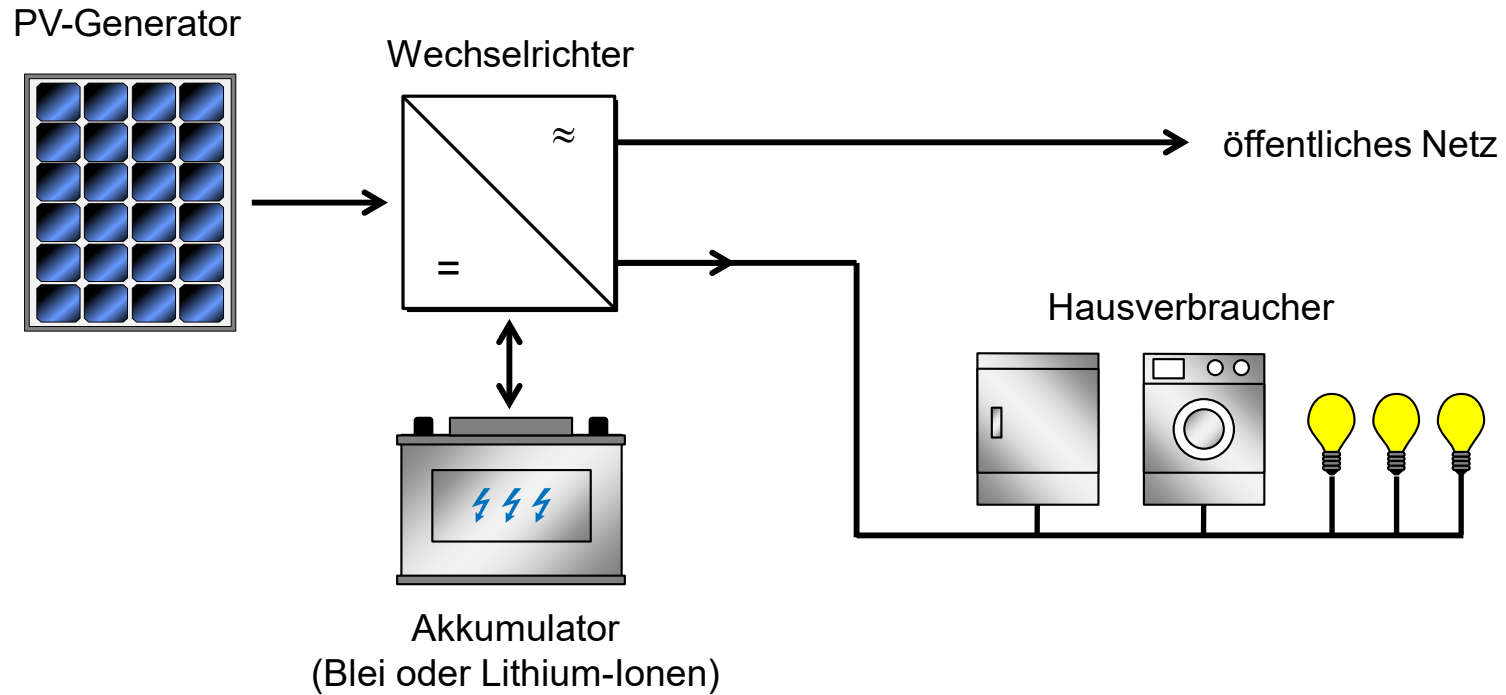 PV-Generator
Wechselrichter
≈
=
öffentliches Netz
Hausverbraucher
Akkumulator
(Blei oder Lithium-Ionen)